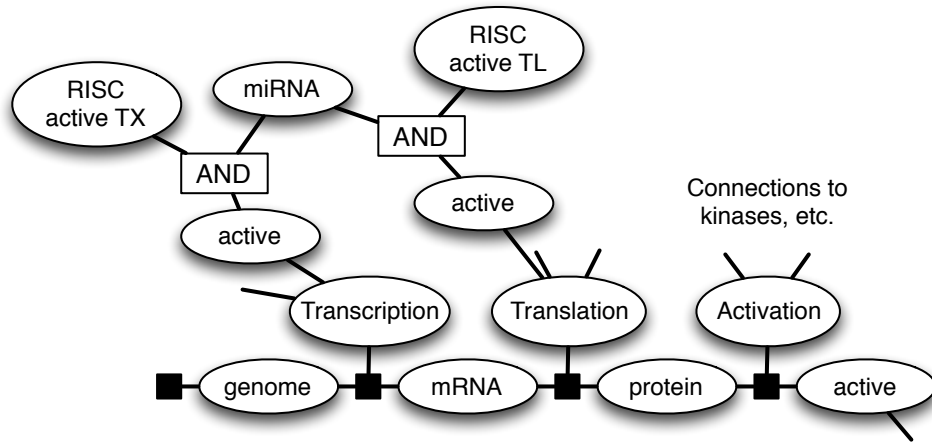 RISC
active TX
miRNA
RISC
active TL
AND
AND
active
active
Connections to
kinases, etc.
Transcription
Translation
Activation
genome
mRNA
protein
active